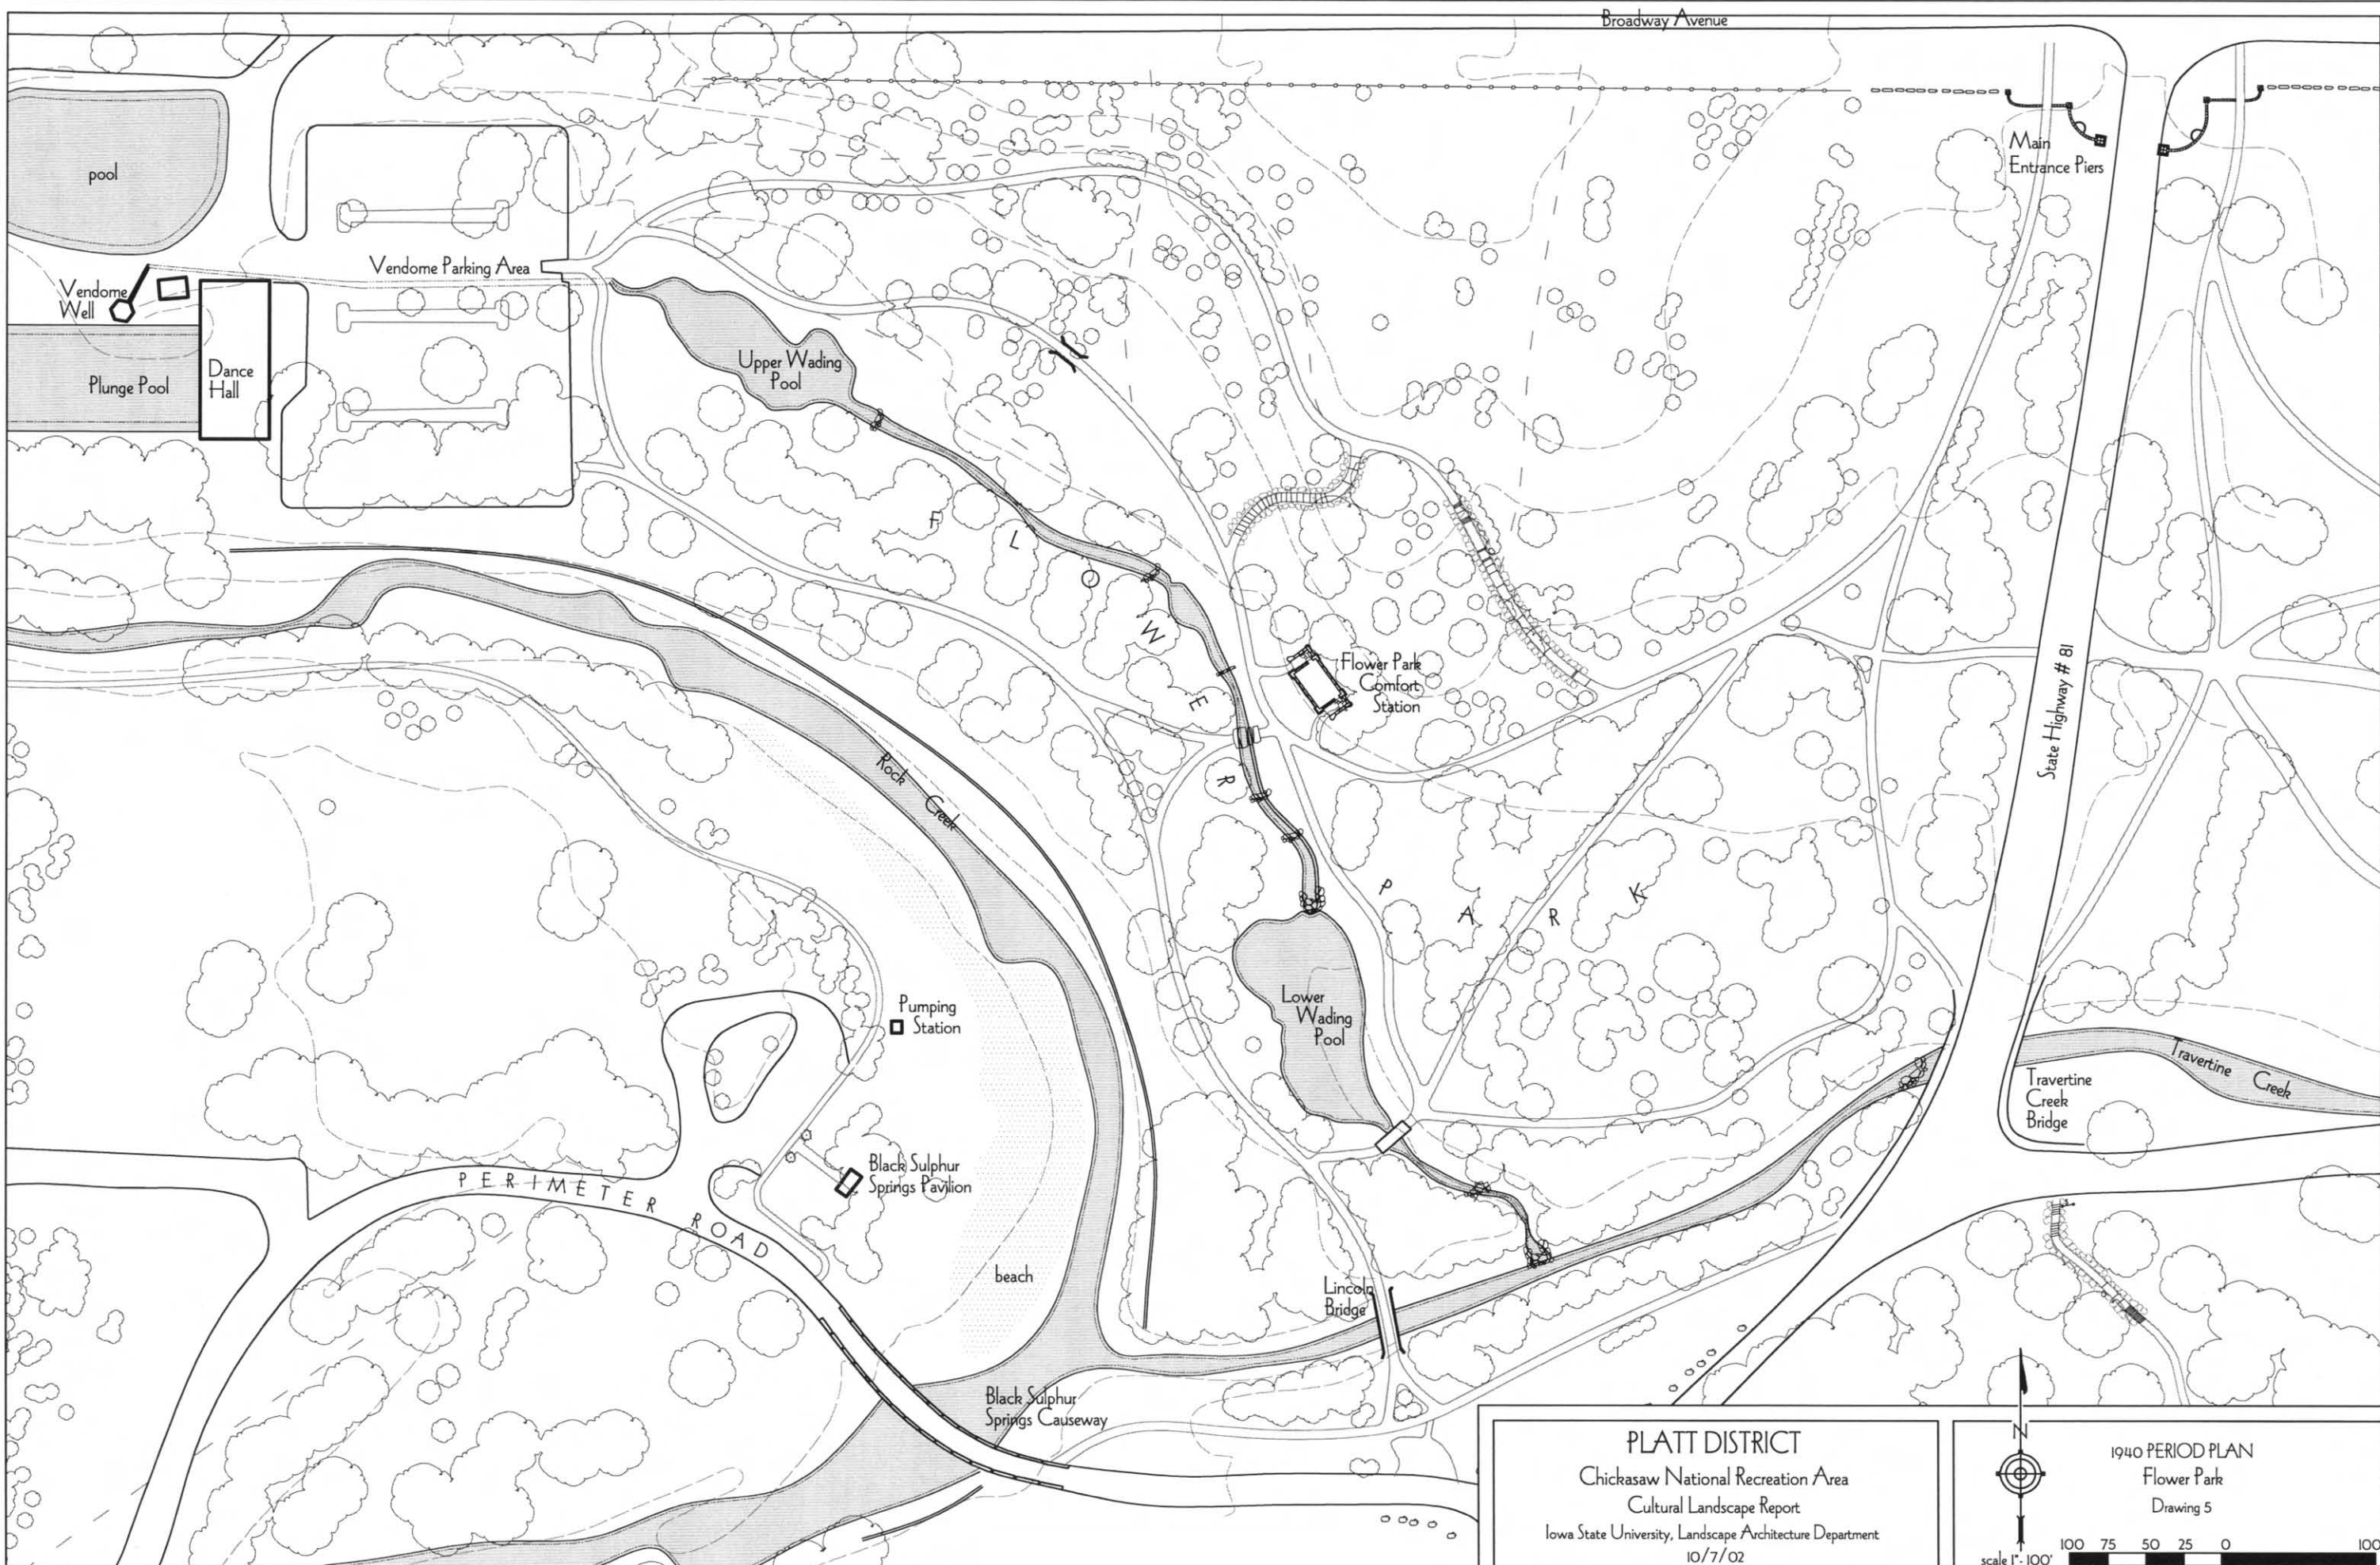 Broadway Avenue
pool
Main
Entrance Piers
Vendome Parking Area
Vendome
Well
Upper Wading
Pool
Plunge Pool
Dance
Hall
FLOWER
PARK
Flower Park
Comfort
Station
State Highway # 81
Rock Creek
Pumping
Station
Lower
Wading
Pool
Travertine Creek
Travertine
Creek
Bridge
Black Sulphur
Springs Pavilion
PERIMETER ROAD
beach
Lincoln
Bridge
Black Sulphur
Springs Causeway
PLATT DISTRICT
Chickasaw National Recreation Area
Cultural Landscape Report
Iowa State University, Landscape Architecture Department
10/7/02
N
1940 PERIOD PLAN
Flower Park
Drawing 5
100 75 50 25 0 100
scale 1"- 100'